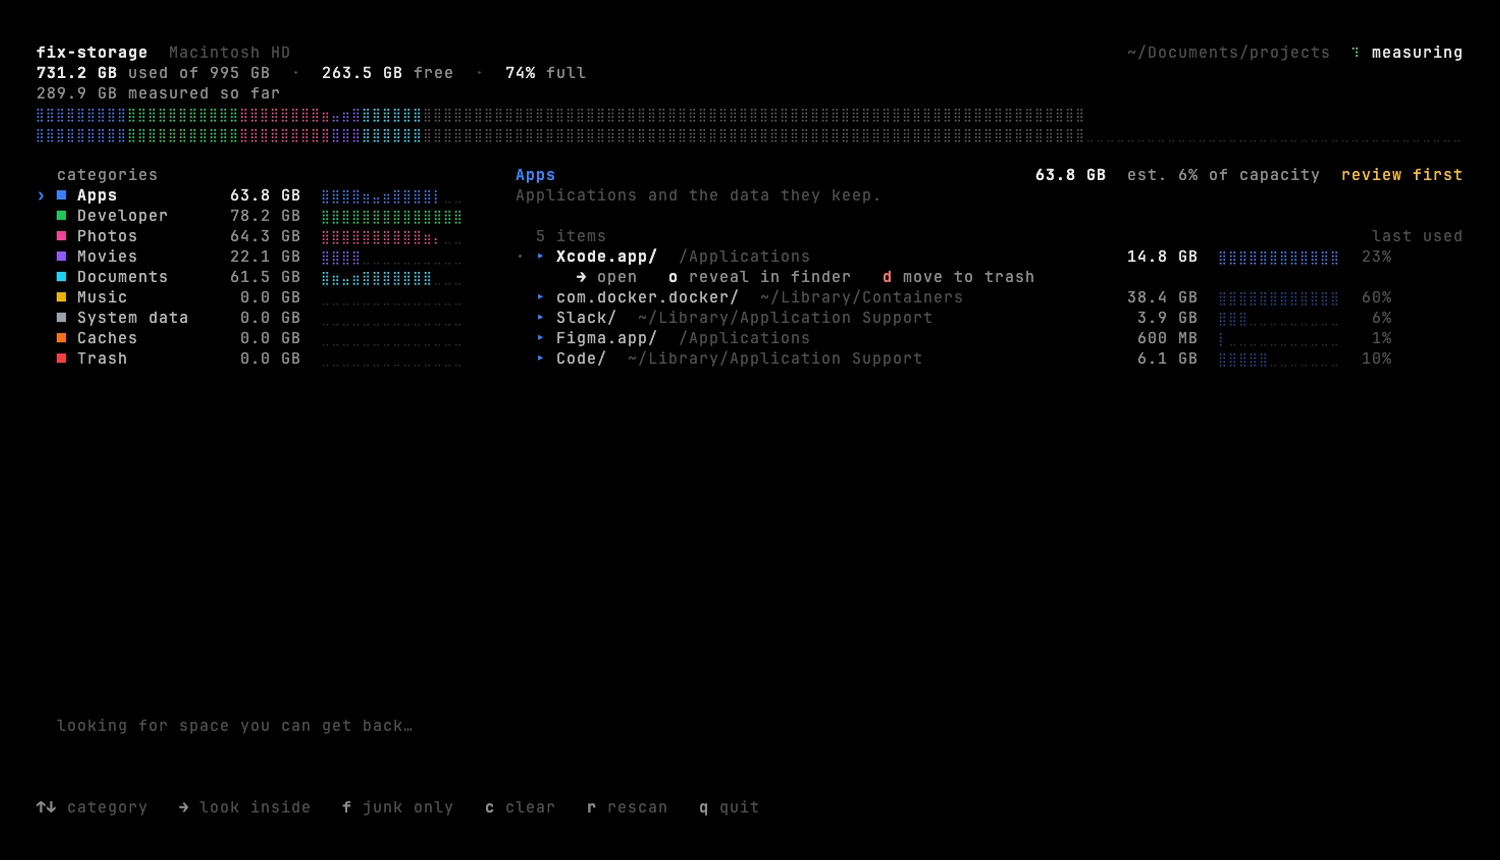 fix-storage Macintosh HD ~/Documents/projects measuring
731.2 GB used of 995 GB · 263.5 GB free · 74% full
289.9 GB measured so far
categories
› Apps 63.8 GB
Developer 78.2 GB
Photos 64.3 GB
Movies 22.1 GB
Documents 61.5 GB
Music 0.0 GB
System data 0.0 GB
Caches 0.0 GB
Trash 0.0 GB
Apps 63.8 GB est. 6% of capacity review first
Applications and the data they keep.
5 items last used
· ▸ Xcode.app/ /Applications 14.8 GB 23%
→ open o reveal in finder d move to trash
▸ com.docker.docker/ ~/Library/Containers 38.4 GB 60%
▸ Slack/ ~/Library/Application Support 3.9 GB 6%
▸ Figma.app/ /Applications 600 MB 1%
▸ Code/ ~/Library/Application Support 6.1 GB 10%
looking for space you can get back…
↑↓ category → look inside f junk only c clear r rescan q quit